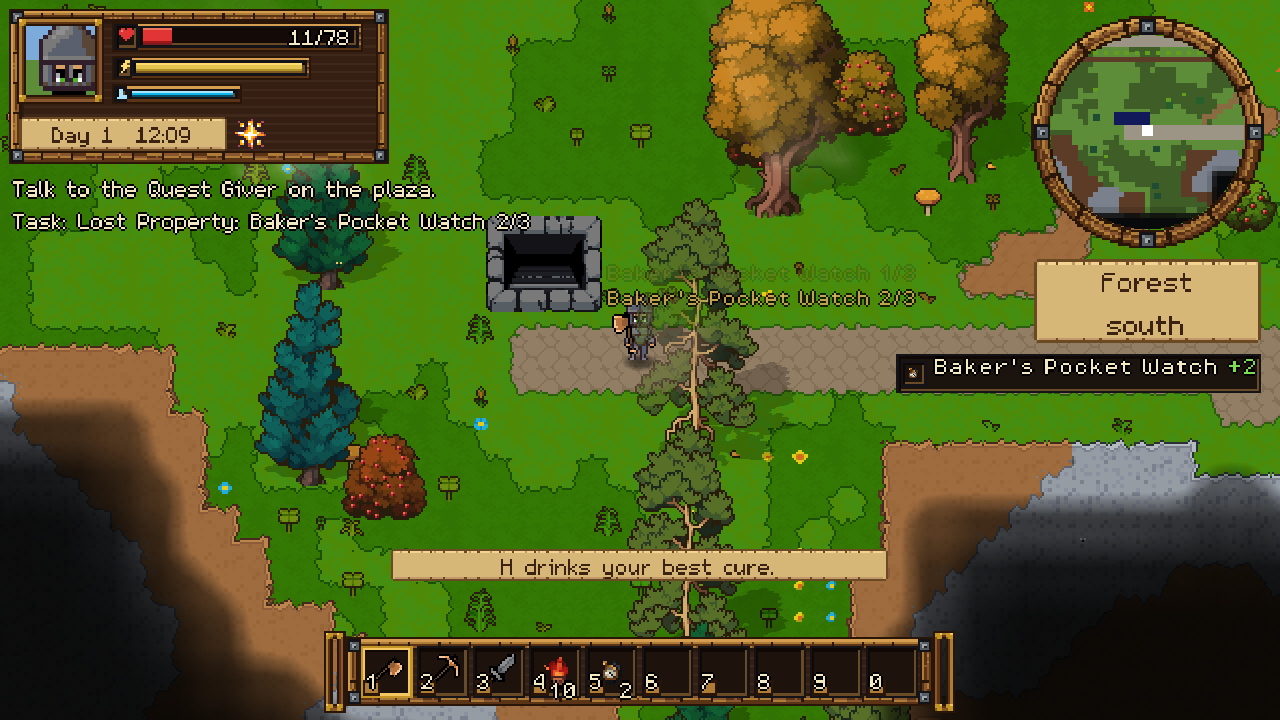 11/78
Day 1 12:09
Talk to the Quest Giver on the plaza.
Task: Lost Property: Baker's Pocket Watch 2/3
Baker's Pocket Watch 1/3
Baker's Pocket Watch 2/3
Forest
south
Baker's Pocket Watch +2
H drinks your best cure.
1 2 3 4 10 5 2 6 7 8 9 0